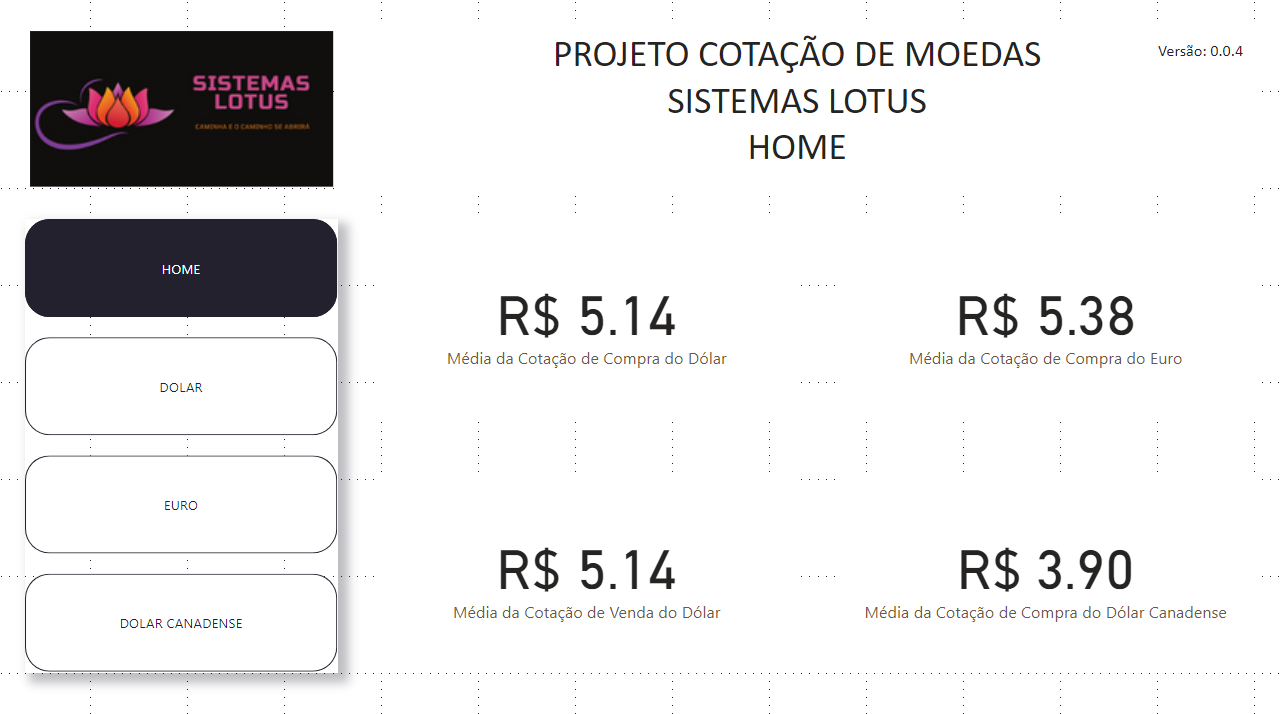 SISTEMAS
LOTUS
CAMINHA E O CAMINHO SE ABRIRÁ
PROJETO COTAÇÃO DE MOEDAS
SISTEMAS LOTUS
HOME
Versão: 0.0.4
HOME
DOLAR
EURO
DOLAR CANADENSE
R$ 5.14
Média da Cotação de Compra do Dólar
R$ 5.38
Média da Cotação de Compra do Euro
R$ 5.14
Média da Cotação de Venda do Dólar
R$ 3.90
Média da Cotação de Compra do Dólar Canadense